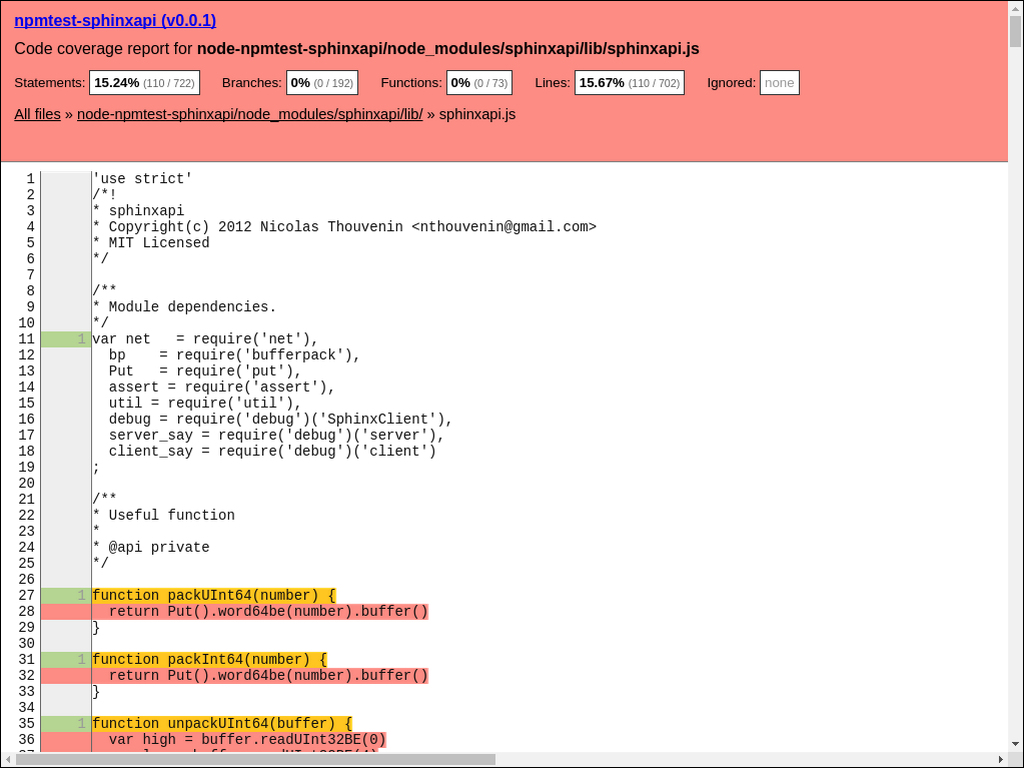 npmtest-sphinxapi (v0.0.1)
Code coverage report for node-npmtest-sphinxapi/node_modules/sphinxapi/lib/sphinxapi.js
Statements: 15.24% (110 / 722) Branches: 0% (0 / 192) Functions: 0% (0 / 73) Lines: 15.67% (110 / 702) Ignored: none
All files » node-npmtest-sphinxapi/node_modules/sphinxapi/lib/ » sphinxapi.js
1 'use strict'
2 /*!
3 * sphinxapi
4 * Copyright(c) 2012 Nicolas Thouvenin <nthouvenin@gmail.com>
5 * MIT Licensed
6 */
7
8 /**
9 * Module dependencies.
10 */
11 1 var net   = require('net'),
12   bp    = require('bufferpack'),
13   Put   = require('put'),
14   assert = require('assert'),
15   util = require('util'),
16   debug = require('debug')('SphinxClient'),
17   server_say = require('debug')('server'),
18   client_say = require('debug')('client')
19 ;
20
21 /**
22 * Useful function
23 *
24 * @api private
25 */
26
27 1 function packUInt64(number) {
28   return Put().word64be(number).buffer()
29 }
30
31 1 function packInt64(number) {
32   return Put().word64be(number).buffer()
33 }
34
35 1 function unpackUInt64(buffer) {
36   var high = buffer.readUInt32BE(0)